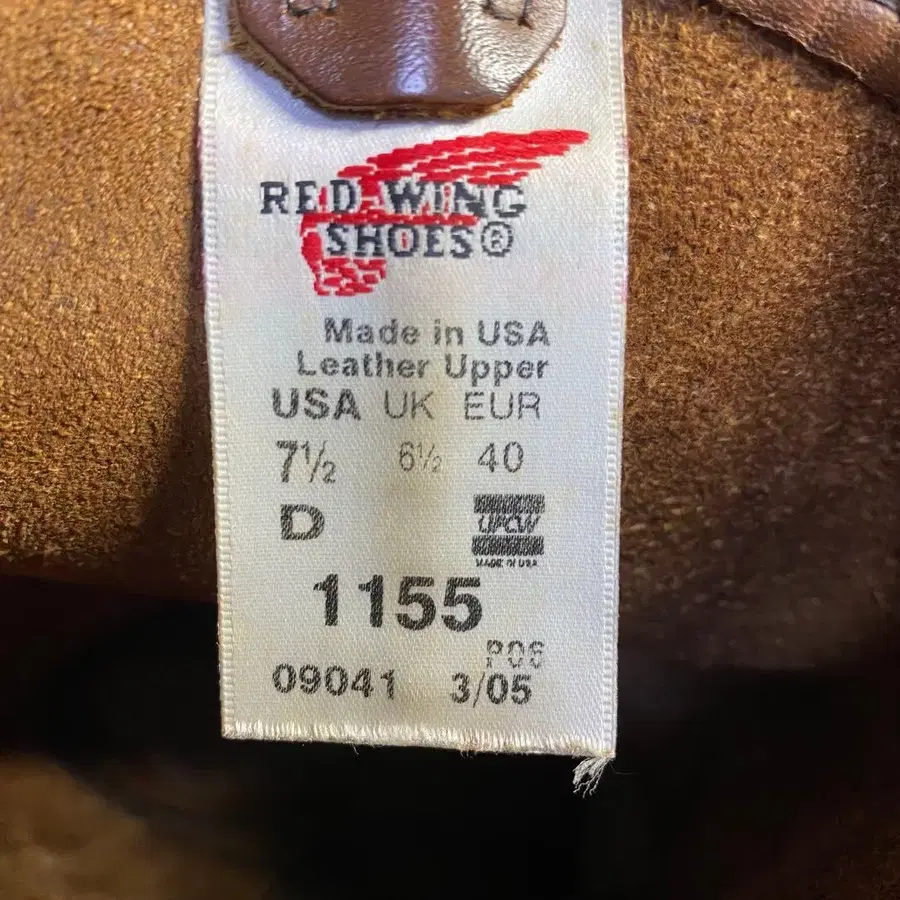 RED WING
SHOES®
Made in USA
Leather Upper
USA UK EUR
7½ 6½ 40
D
UFCW
MADE IN USA
1155
P06
09041 3/05